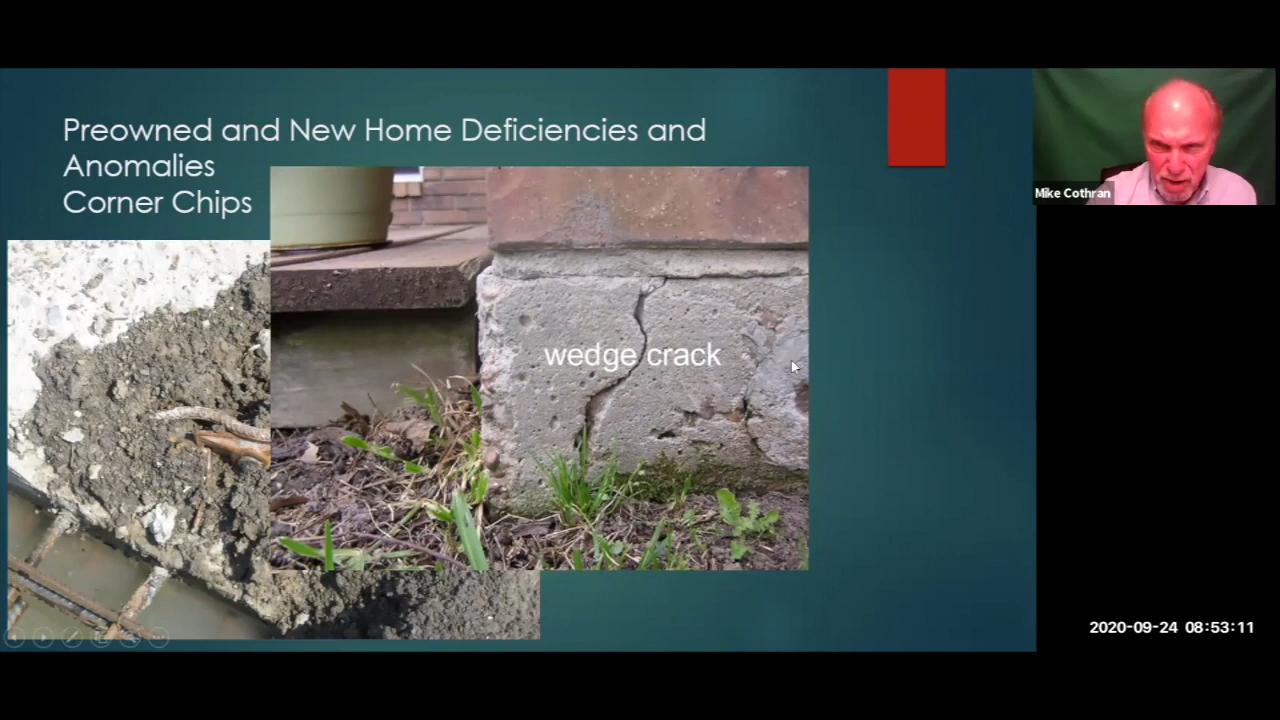 Preowned and New Home Deficiencies and
Anomalies
Corner Chips
wedge crack
Mike Cothran
2020-09-24 08:53:11